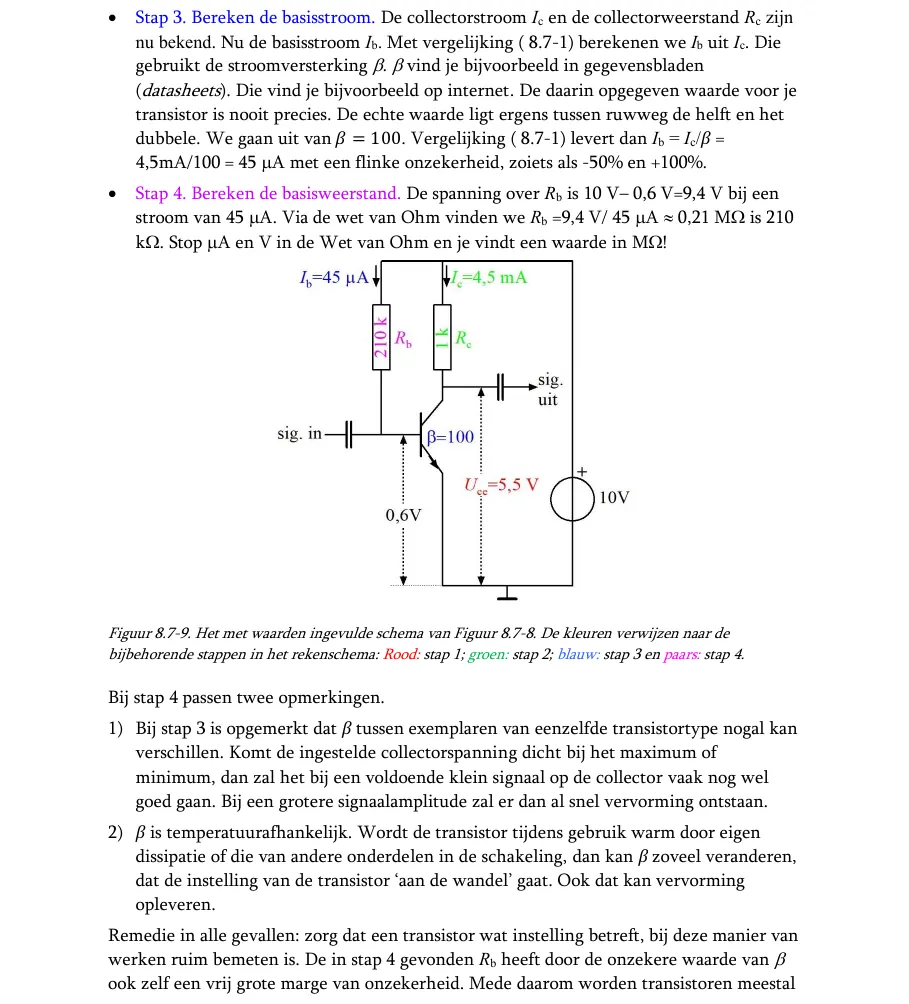 • Stap 3. Bereken de basisstroom. De collectorstroom Ic en de collectorweerstand Rc zijn
nu bekend. Nu de basisstroom Ib. Met vergelijking ( 8.7-1) berekenen we Ib uit Ic. Die
gebruikt de stroomversterking β. β vind je bijvoorbeeld in gegevensbladen
(datasheets). Die vind je bijvoorbeeld op internet. De daarin opgegeven waarde voor je
transistor is nooit precies. De echte waarde ligt ergens tussen ruwweg de helft en het
dubbele. We gaan uit van β = 100. Vergelijking ( 8.7-1) levert dan Ib = Ic/β =
4,5mA/100 = 45 µA met een flinke onzekerheid, zoiets als -50% en +100%.
• Stap 4. Bereken de basisweerstand. De spanning over Rb is 10 V– 0,6 V=9,4 V bij een
stroom van 45 µA. Via de wet van Ohm vinden we Rb =9,4 V/ 45 µA ≈ 0,21 MΩ is 210
kΩ. Stop µA en V in de Wet van Ohm en je vindt een waarde in MΩ!
Ib=45 µA
Ic=4,5 mA
210 k
Rb
1 k
Rc
sig.
uit
sig. in
β=100
Uce=5,5 V
+
10V
0,6V
Figuur 8.7-9. Het met waarden ingevulde schema van Figuur 8.7-8. De kleuren verwijzen naar de
bijbehorende stappen in het rekenschema: Rood: stap 1; groen: stap 2; blauw: stap 3 en paars: stap 4.
Bij stap 4 passen twee opmerkingen.
1) Bij stap 3 is opgemerkt dat β tussen exemplaren van eenzelfde transistortype nogal kan
verschillen. Komt de ingestelde collectorspanning dicht bij het maximum of
minimum, dan zal het bij een voldoende klein signaal op de collector vaak nog wel
goed gaan. Bij een grotere signaalamplitude zal er dan al snel vervorming ontstaan.
2) β is temperatuurafhankelijk. Wordt de transistor tijdens gebruik warm door eigen
dissipatie of die van andere onderdelen in de schakeling, dan kan β zoveel veranderen,
dat de instelling van de transistor ‘aan de wandel’ gaat. Ook dat kan vervorming
opleveren.
Remedie in alle gevallen: zorg dat een transistor wat instelling betreft, bij deze manier van
werken ruim bemeten is. De in stap 4 gevonden Rb heeft door de onzekere waarde van β
ook zelf een vrij grote marge van onzekerheid. Mede daarom worden transistoren meestal